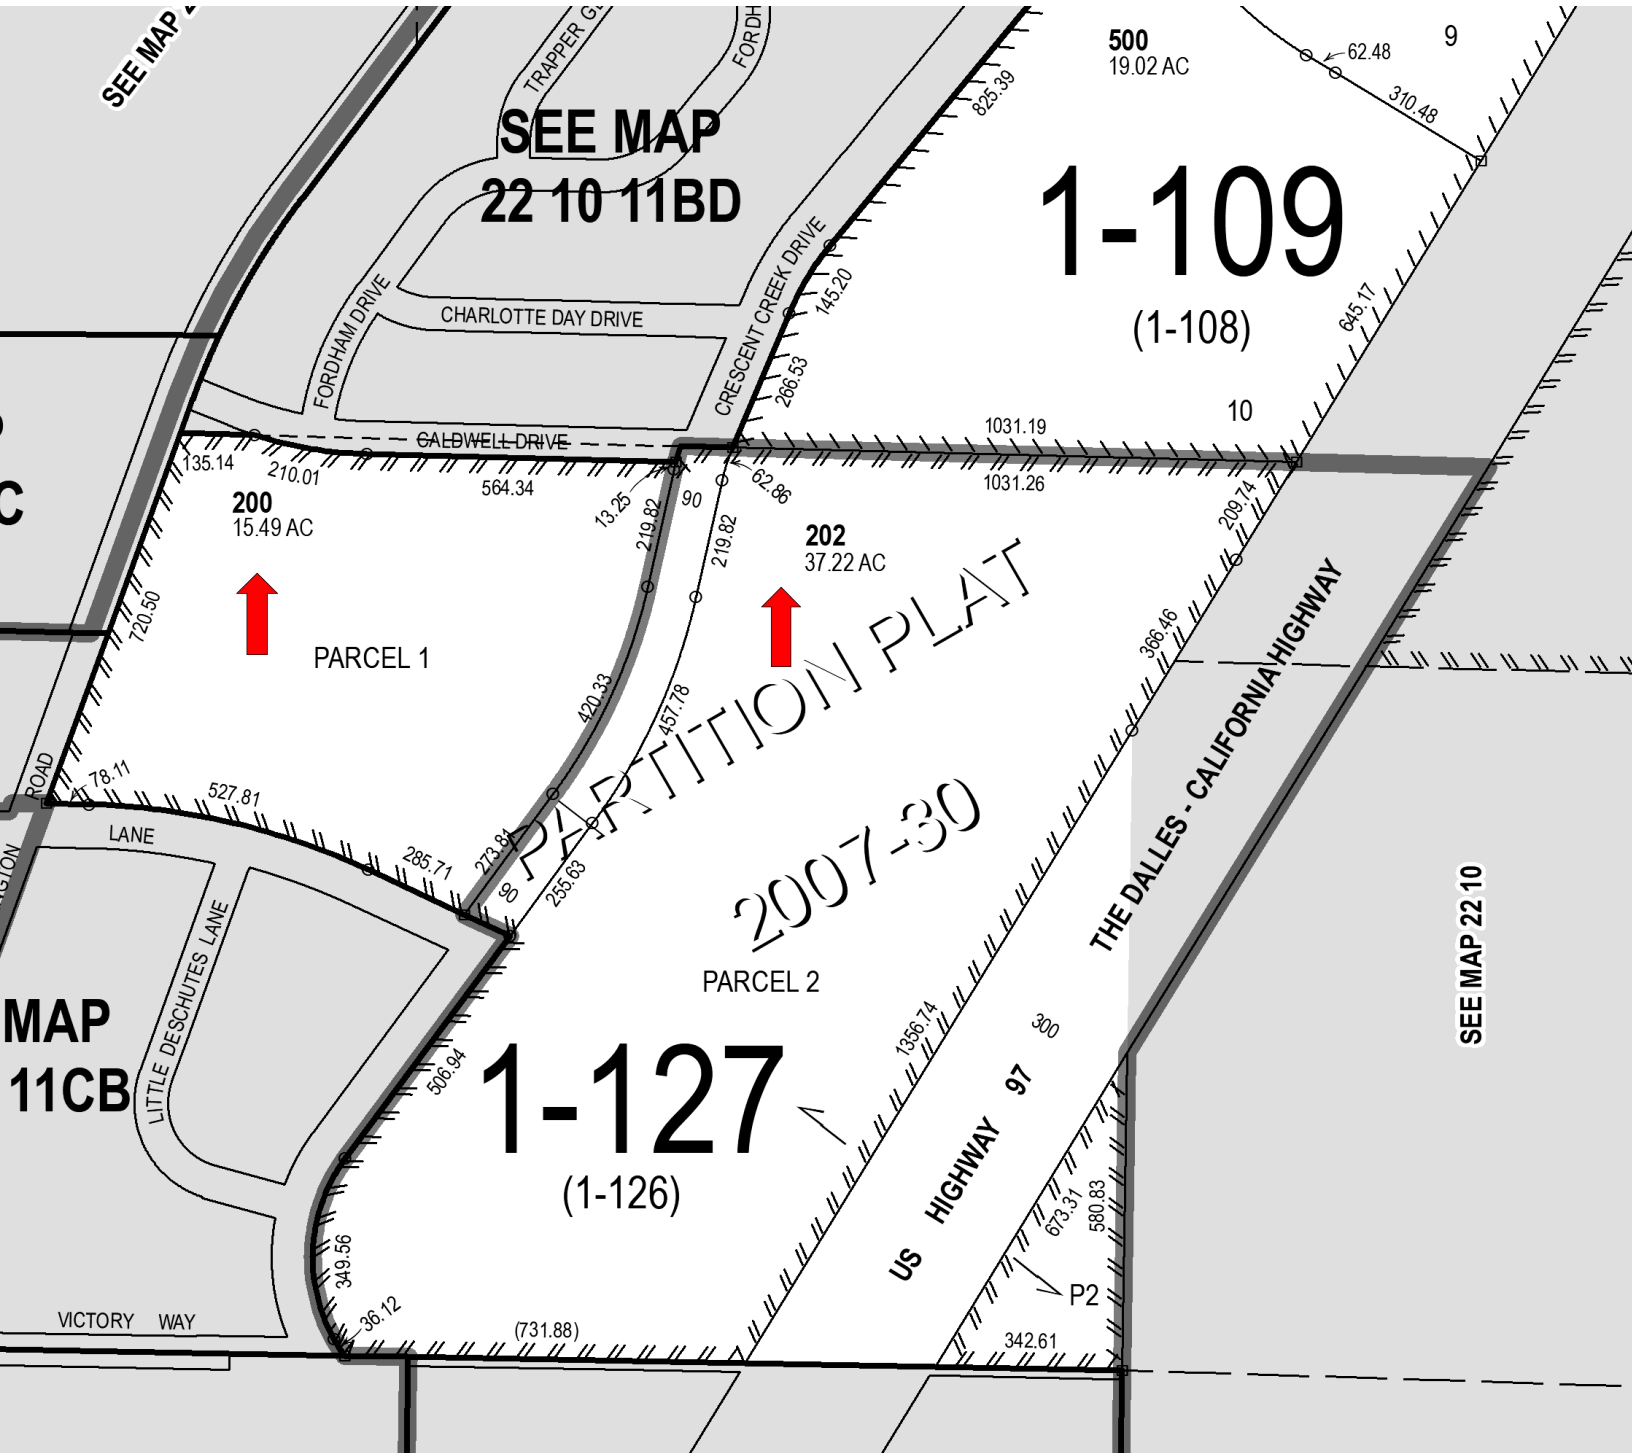 SEE MAP 2
TRAPPER
FORDH
500
19.02 AC
62.48
9
310.48
825.39
SEE MAP
22 10 11BD
1-109
(1-108)
CRESCENT CREEK DRIVE
145.20
645.17
FORDHAM DRIVE
CHARLOTTE DAY DRIVE
266.53
10
1031.19
CALDWELL DRIVE
135.14
210.01
564.34
13.25
62.86
1031.26
209.74
C
200
15.49 AC
219.82
90
219.82
202
37.22 AC
PARTITION PLAT
2007-30
720.50
PARCEL 1
366.46
420.33
457.78
THE DALLES - CALIFORNIA HIGHWAY
ROAD
78.11
527.81
LANE
285.71
273.81
90
255.63
NGTON
LITTLE DESCHUTES LANE
SEE MAP 22 10
PARCEL 2
MAP
11CB
506.94
1-127
(1-126)
1356.74
300
US HIGHWAY 97
673.31
580.83
P2
349.56
36.12
VICTORY WAY
(731.88)
342.61